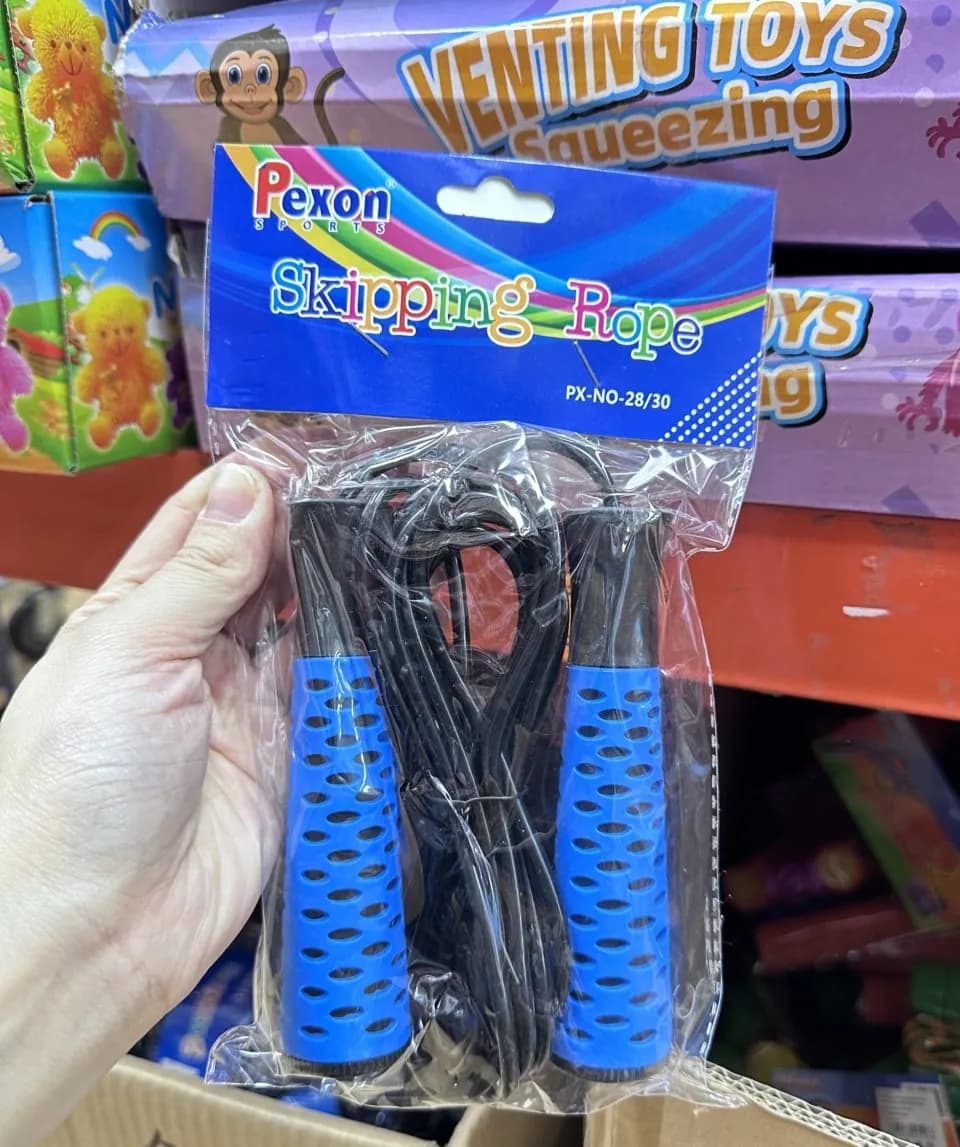 VENTING TOYS
Squeezing
Pexon®
SPORTS
Skipping Rope
PX-NO-28/30
OYS
ng
N
N